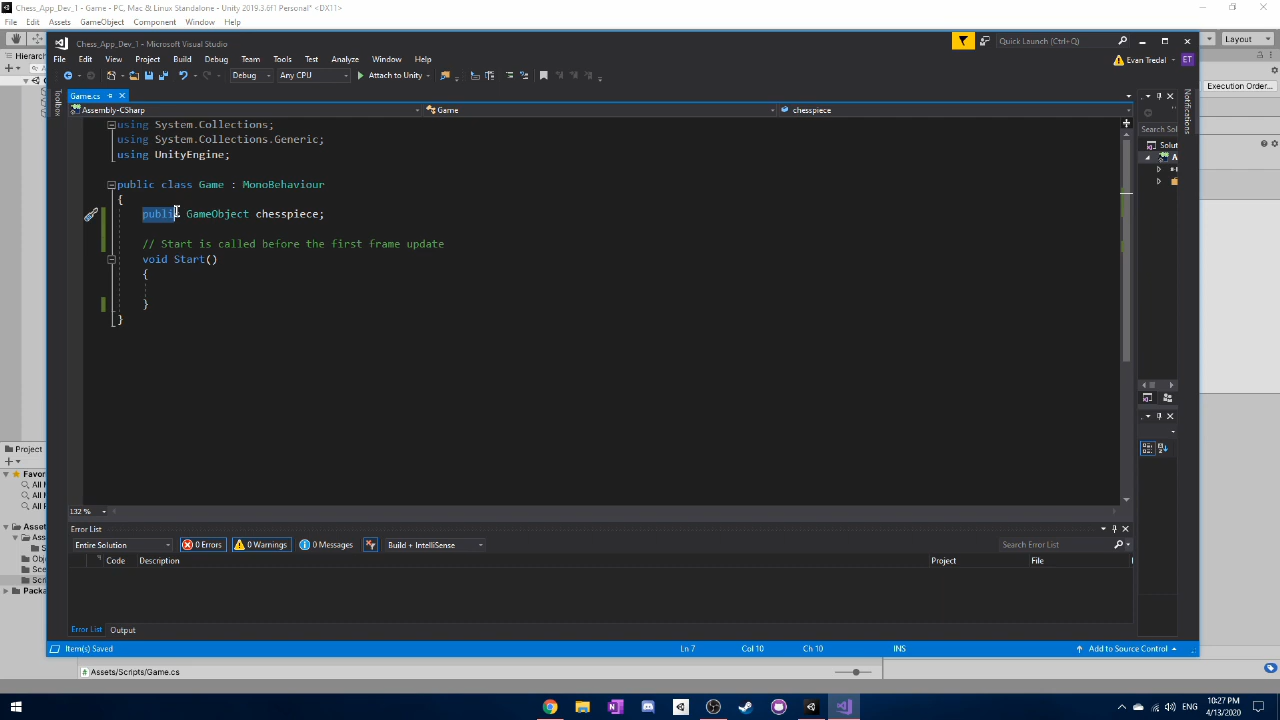 Chess_App_Dev_1 - Game - PC, Mac & Linux Standalone - Unity 2019.3.6f1 Personal* <DX11>
File Edit Assets GameObject Component Window Help
Chess_App_Dev_1 - Microsoft Visual Studio
Quick Launch (Ctrl+Q)
Layout
Hierarch
File Edit View Project Build Debug Team Tools Test Analyze Window Help
Evan Tredal ET
Debug Any CPU Attach to Unity
Execution Order...
Game.cs
Toolbox
Notifications
Assembly-CSharp Game chesspiece
using System.Collections;
using System.Collections.Generic;
using UnityEngine;
Search Sol
Solut
public class Game : MonoBehaviour
{
public GameObject chesspiece;
// Start is called before the first frame update
void Start()
{
}
}
Project
Favor
All M
All M
All P
Assets
Ass
S
Obj
Sce
Scri
Packa
132 %
Error List
Entire Solution 0 Errors 0 Warnings 0 Messages Build + IntelliSense Search Error List
Code Description Project File
Error List Output
Item(s) Saved Ln 7 Col 10 Ch 10 INS Add to Source Control
Assets/Scripts/Game.cs
ENG
10:27 PM
4/13/2020